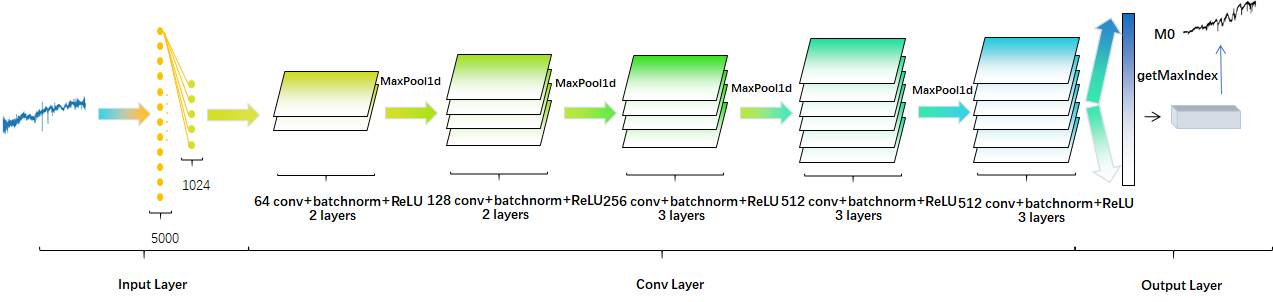 M0
getMaxIndex
MaxPool1d
MaxPool1d
MaxPool1d
MaxPool1d
1024
5000
64 conv+batchnorm+ReLU
2 layers
128 conv+batchnorm+ReLU
2 layers
256 conv+batchnorm+ReLU
3 layers
512 conv+batchnorm+ReLU
3 layers
512 conv+batchnorm+ReLU
3 layers
Input Layer
Conv Layer
Output Layer